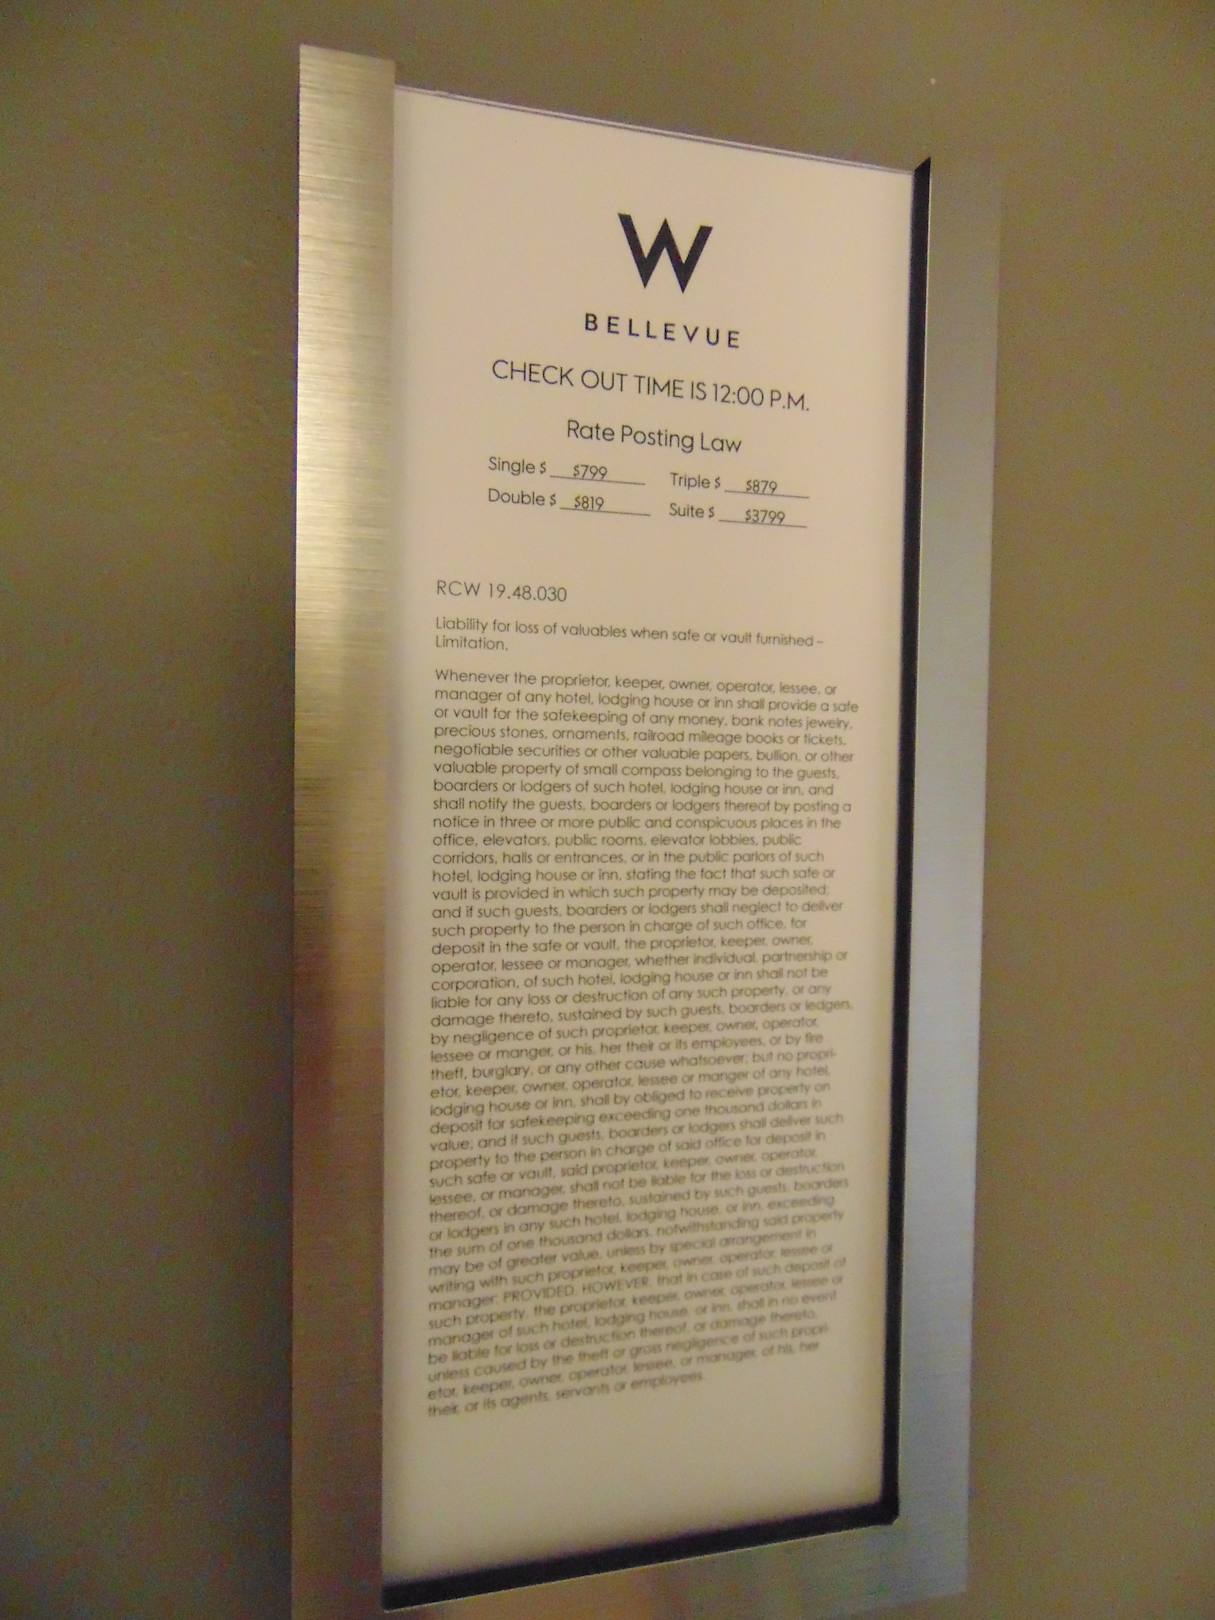 W
BELLEVUE
CHECK OUT TIME IS 12:00 P.M.
Rate Posting Law
Single $ $799 Triple $ $879
Double $ $819 Suite $ $3799
RCW 19.48.030
Liability for loss of valuables when safe or vault furnished –
Limitation.
Whenever the proprietor, keeper, owner, operator, lessee, or
manager of any hotel, lodging house or inn shall provide a safe
or vault for the safekeeping of any money, bank notes jewelry,
precious stones, ornaments, railroad mileage books or tickets,
negotiable securities or other valuable papers, bullion, or other
valuable property of small compass belonging to the guests,
boarders or lodgers of such hotel, lodging house or inn, and
shall notify the guests, boarders or lodgers thereof by posting a
notice in three or more public and conspicuous places in the
office, elevators, public rooms, elevator lobbies, public
corridors, halls or entrances, or in the public parlors of such
hotel, lodging house or inn, stating the fact that such safe or
vault is provided in which such property may be deposited;
and if such guests, boarders or lodgers shall neglect to deliver
such property to the person in charge of such office, for
deposit in the safe or vault, the proprietor, keeper, owner,
operator, lessee or manager, whether individual, partnership or
corporation, of such hotel, lodging house or inn shall not be
liable for any loss or destruction of any such property, or any
damage thereto, sustained by such guests, boarders or ledgers,
by negligence of such proprietor, keeper, owner, operator,
lessee or manger, or his, her their or its employees, or by fire
theft, burglary, or any other cause whatsoever; but no propri-
etor, keeper, owner, operator, lessee or manger of any hotel,
lodging house or inn, shall by obliged to receive property on
deposit for safekeeping exceeding one thousand dollars in
value; and if such guests, boarders or lodgers shall deliver such
property to the person in charge of said office for deposit in
such safe or vault, said proprietor, keeper, owner, operator,
lessee, or manager, shall not be liable for the loss or destruction
thereof, or damage thereto, sustained by such guests, boarders
or lodgers in any such hotel, lodging house, or inn, exceeding
the sum of one thousand dollars, notwithstanding said property
may be of greater value, unless by special arrangement in
writing with such proprietor, keeper, owner, operator, lessee or
manager: PROVIDED, HOWEVER, that in case of such deposit of
such property, the proprietor, keeper, owner, operator, lessee or
manager of such hotel, lodging house, or inn, shall in no event
be liable for loss or destruction thereof, or damage thereto,
unless caused by the theft or gross negligence of such propri-
etor, keeper, owner, operator, lessee, or manager, of his, her
their, or its agents, servants or employees.